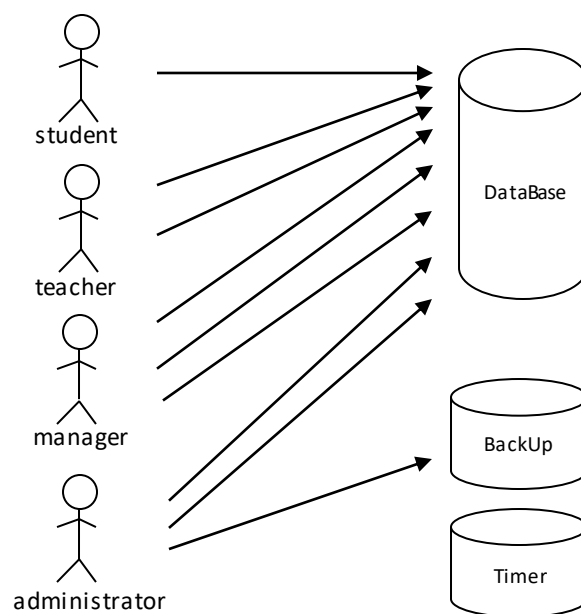 student
teacher
manager
administrator
DataBase
BackUp
Timer